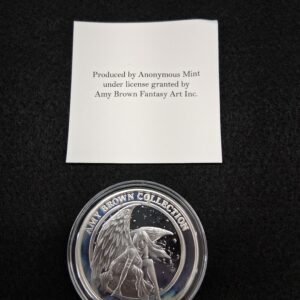 Produced by Anonymous Mint
under license granted by
Amy Brown Fantasy Art Inc.
AMY BROWN COLLECTION